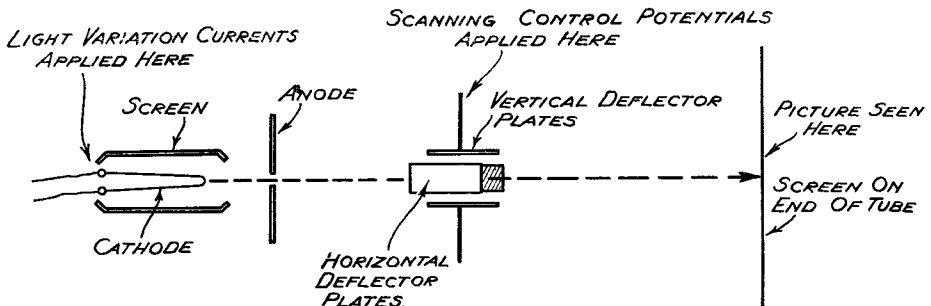 SCANNING CONTROL POTENTIALS
APPLIED HERE
LIGHT VARIATION CURRENTS
APPLIED HERE
SCREEN
ANODE
VERTICAL DEFLECTOR
PLATES
PICTURE SEEN
HERE
SCREEN ON
END OF TUBE
CATHODE
HORIZONTAL
DEFLECTOR
PLATES.